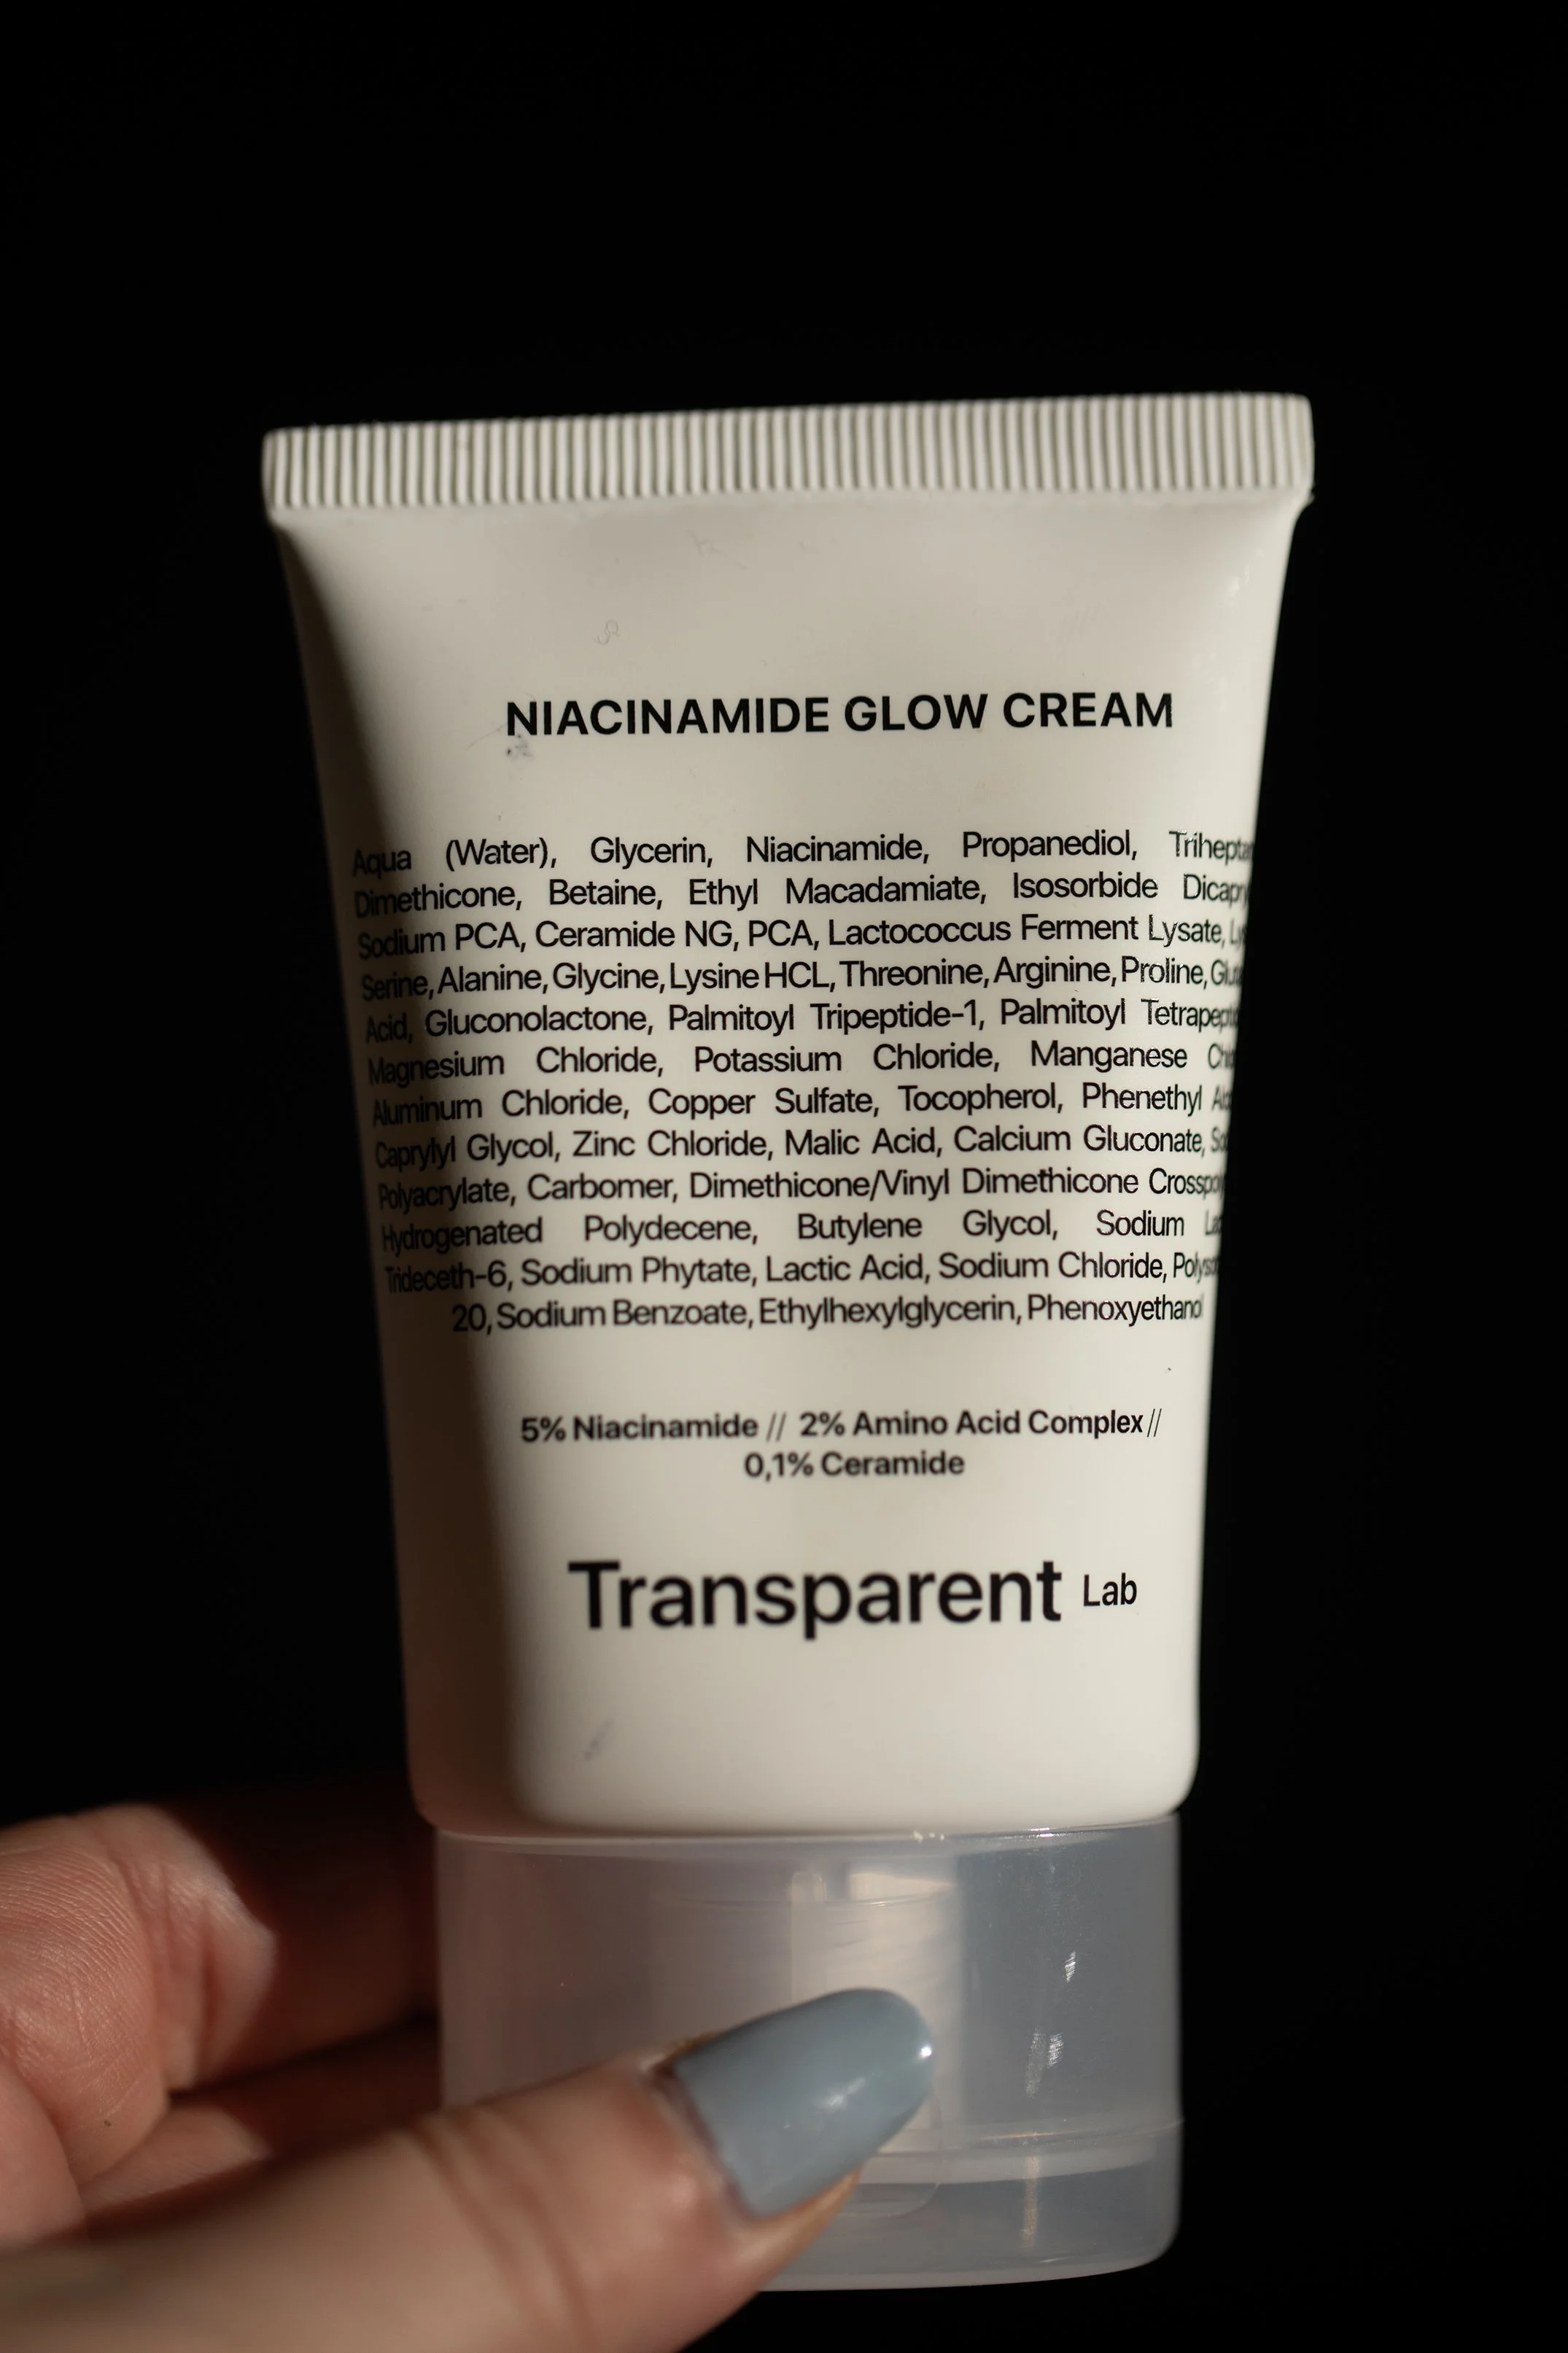 NIACINAMIDE GLOW CREAM
Aqua (Water), Glycerin, Niacinamide, Propanediol,
Dimethicone, Betaine, Ethyl Macadamiate, Isosorbide
Sodium PCA, Ceramide NG, PCA, Lactococcus Ferment Lysate,
Serine, Alanine, Glycine, Lysine HCL, Threonine, Arginine, Proline,
Acid, Gluconolactone, Palmitoyl Tripeptide-1, Palmitoyl
Magnesium Chloride, Potassium Chloride, Manganese
Aluminum Chloride, Copper Sulfate, Tocopherol, Phenethyl
Caprylyl Glycol, Zinc Chloride, Malic Acid, Calcium Gluconate,
Polyacrylate, Carbomer, Dimethicone/Vinyl Dimethicone
Hydrogenated Polydecene, Butylene Glycol, Sodium
Trideceth-6, Sodium Phytate, Lactic Acid, Sodium Chloride,
20, Sodium Benzoate, Ethylhexylglycerin, Phenoxyethanol
5% Niacinamide // 2% Amino Acid Complex //
0,1% Ceramide
Transparent Lab